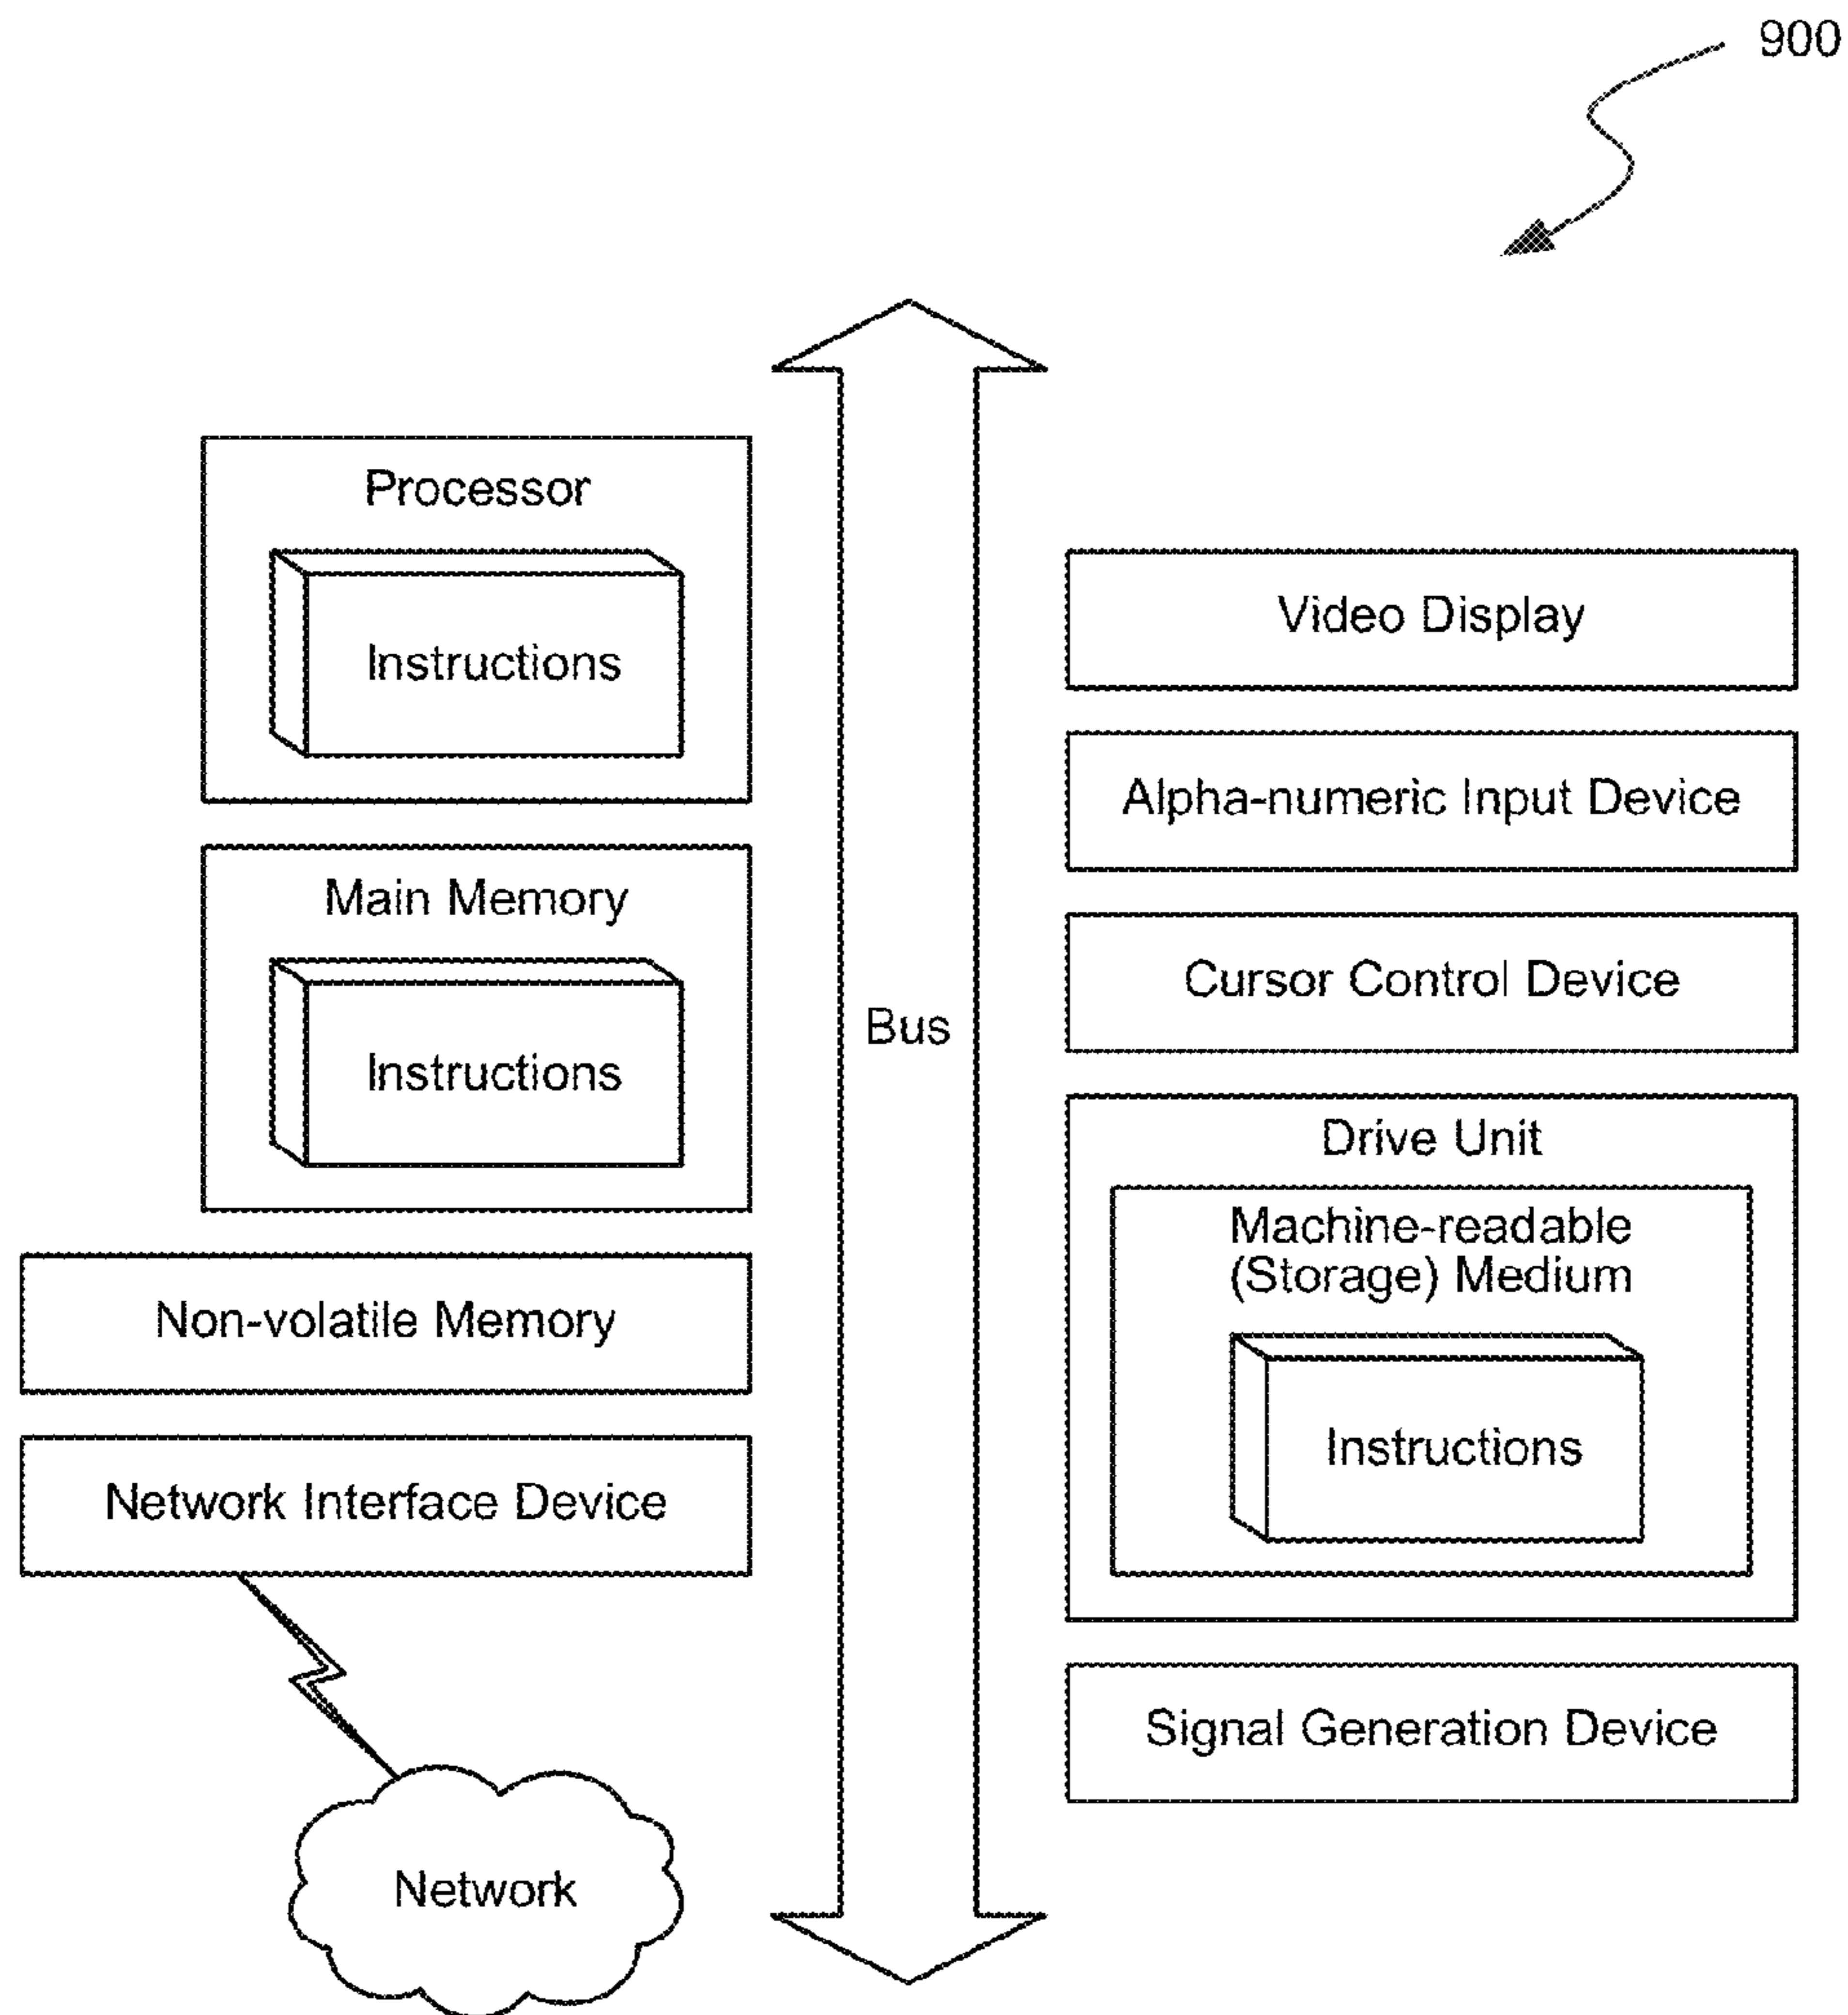 900
Processor
Instructions
Main Memory
Instructions
Non-volatile Memory
Network Interface Device
Network
Bus
Video Display
Alpha-numeric Input Device
Cursor Control Device
Drive Unit
Machine-readable
(Storage) Medium
Instructions
Signal Generation Device